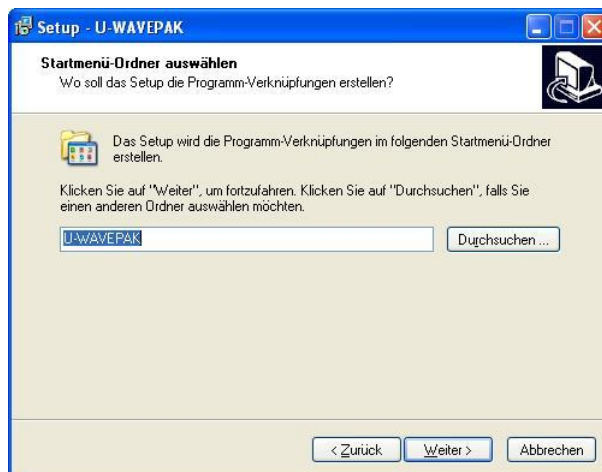 Setup - U-WAVEPAK
Startmenü-Ordner auswählen
Wo soll das Setup die Programm-Verknüpfungen erstellen?
Das Setup wird die Programm-Verknüpfungen im folgenden Startmenü-Ordner
erstellen.
Klicken Sie auf "Weiter", um fortzufahren. Klicken Sie auf "Durchsuchen", falls Sie
einen anderen Ordner auswählen möchten.
U-WAVEPAK
Durchsuchen ...
< Zurück
Weiter >
Abbrechen